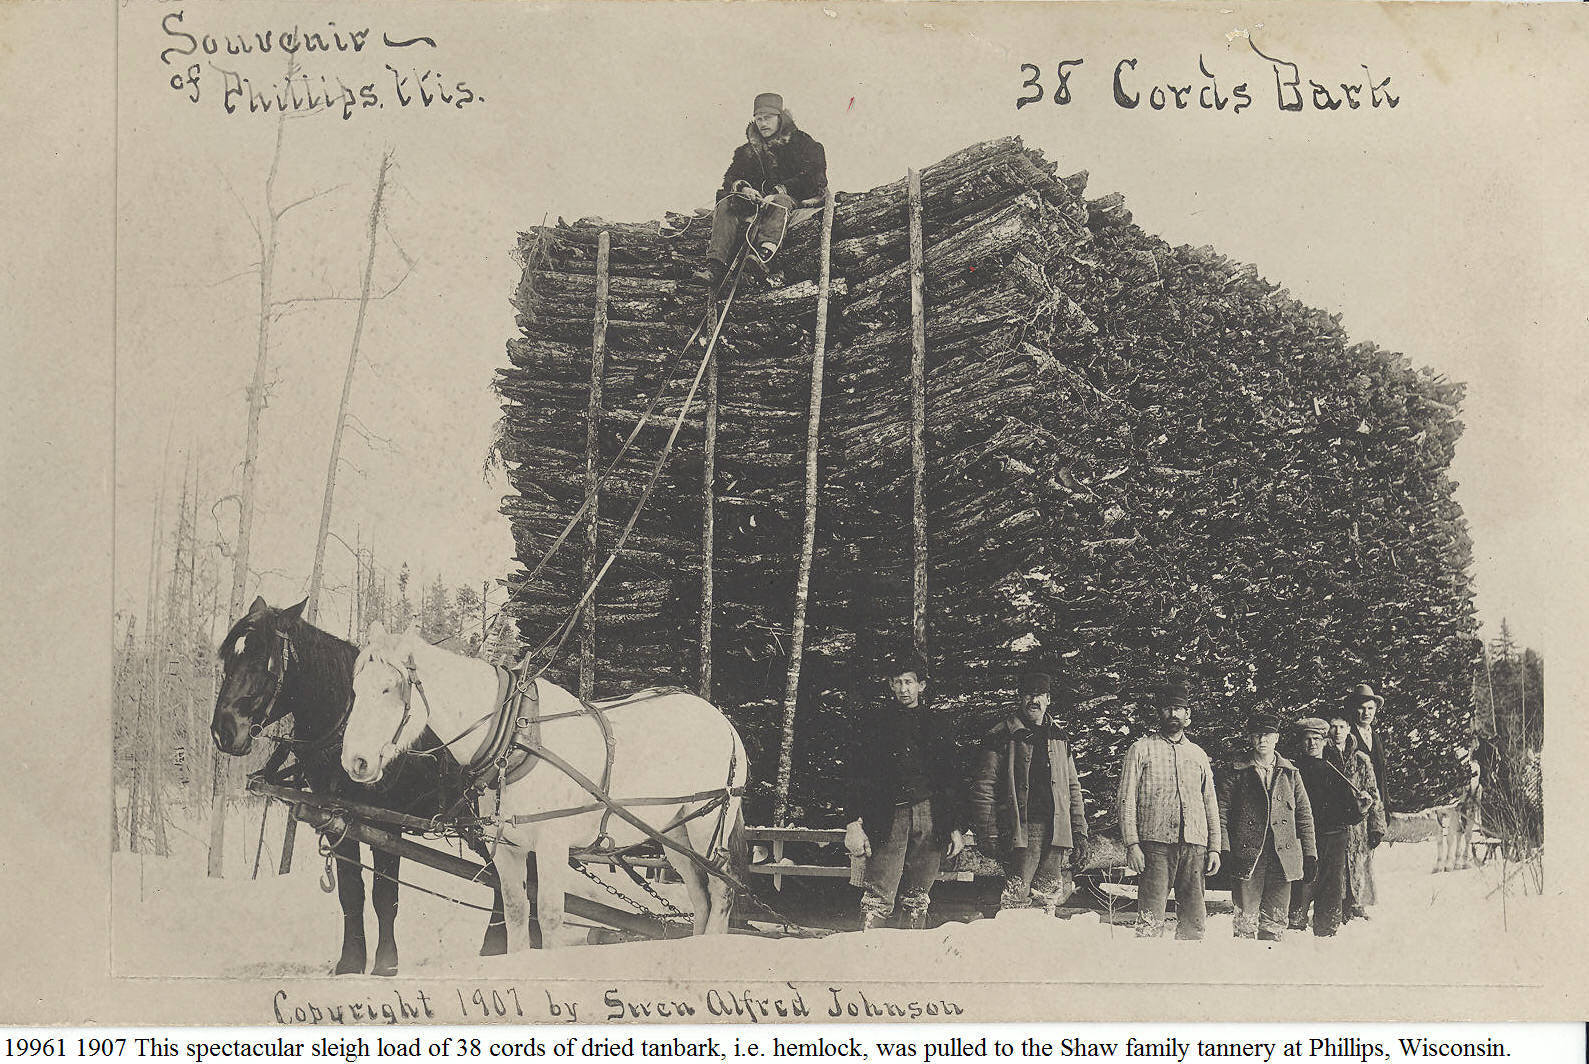 Souvenir
of Phillips, Wis.
38 Cords Bark
Copyright 1907 by Swen Alfred Johnson
19961 1907 This spectacular sleigh load of 38 cords of dried tanbark, i.e. hemlock, was pulled to the Shaw family tannery at Phillips, Wisconsin.